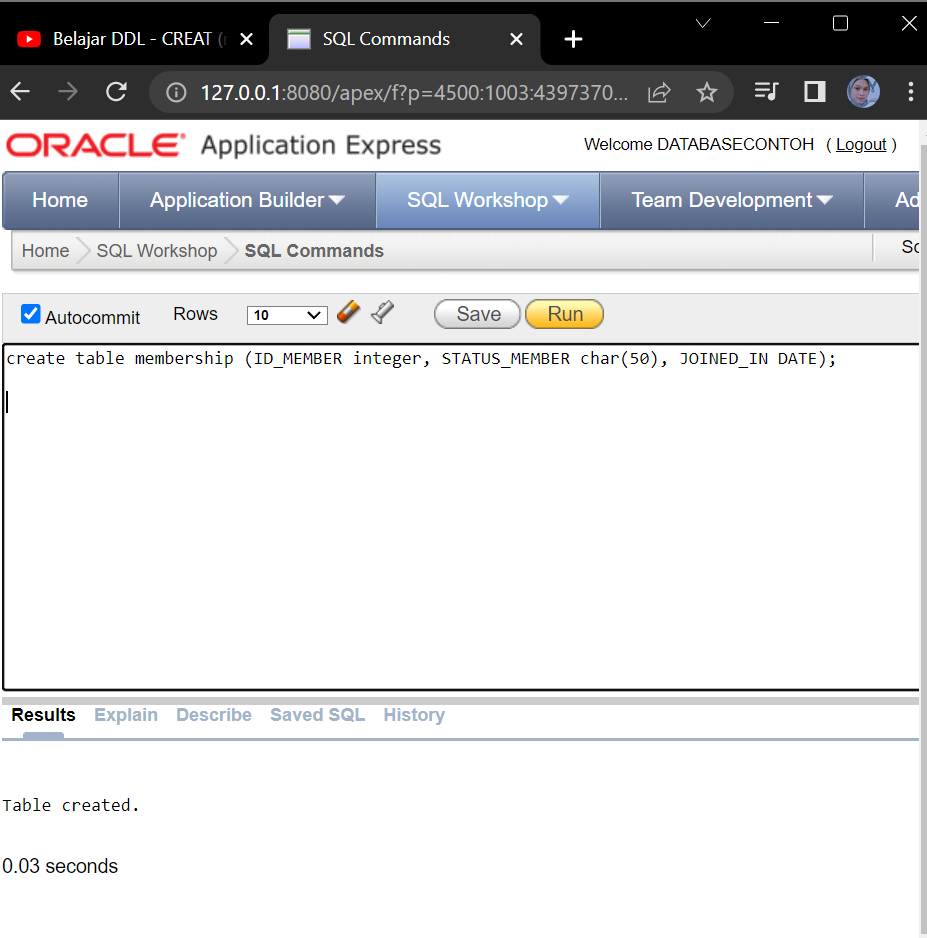 Belajar DDL - CREAT
SQL Commands
127.0.0.1:8080/apex/f?p=4500:1003:4397370...
ORACLE Application Express
Welcome DATABASECONTOH ( Logout )
Home Application Builder SQL Workshop Team Development Ad
Home SQL Workshop SQL Commands
Autocommit Rows 10 Save Run
create table membership (ID_MEMBER integer, STATUS_MEMBER char(50), JOINED_IN DATE);
Results Explain Describe Saved SQL History
Table created.
0.03 seconds